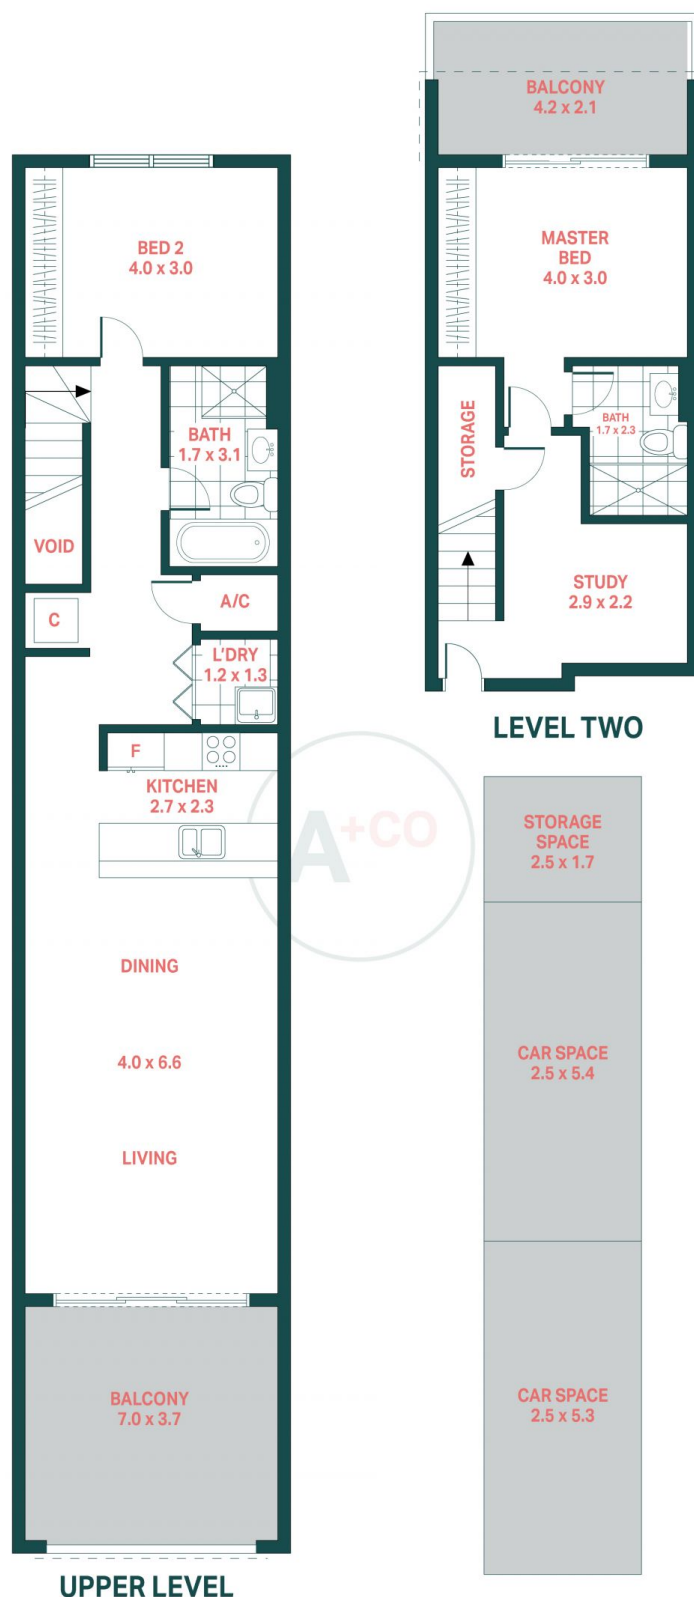 BED 2
4.0 x 3.0
BATH
1.7 x 3.1
VOID
A/C
C
L'DRY
1.2 x 1.3
F
KITCHEN
2.7 x 2.3
DINING
4.0 x 6.6
LIVING
BALCONY
7.0 x 3.7
UPPER LEVEL
BALCONY
4.2 x 2.1
MASTER
BED
4.0 x 3.0
STORAGE
BATH
1.7 x 2.3
STUDY
2.9 x 2.2
LEVEL TWO
A+CO
STORAGE
SPACE
2.5 x 1.7
CAR SPACE
2.5 x 5.4
CAR SPACE
2.5 x 5.3